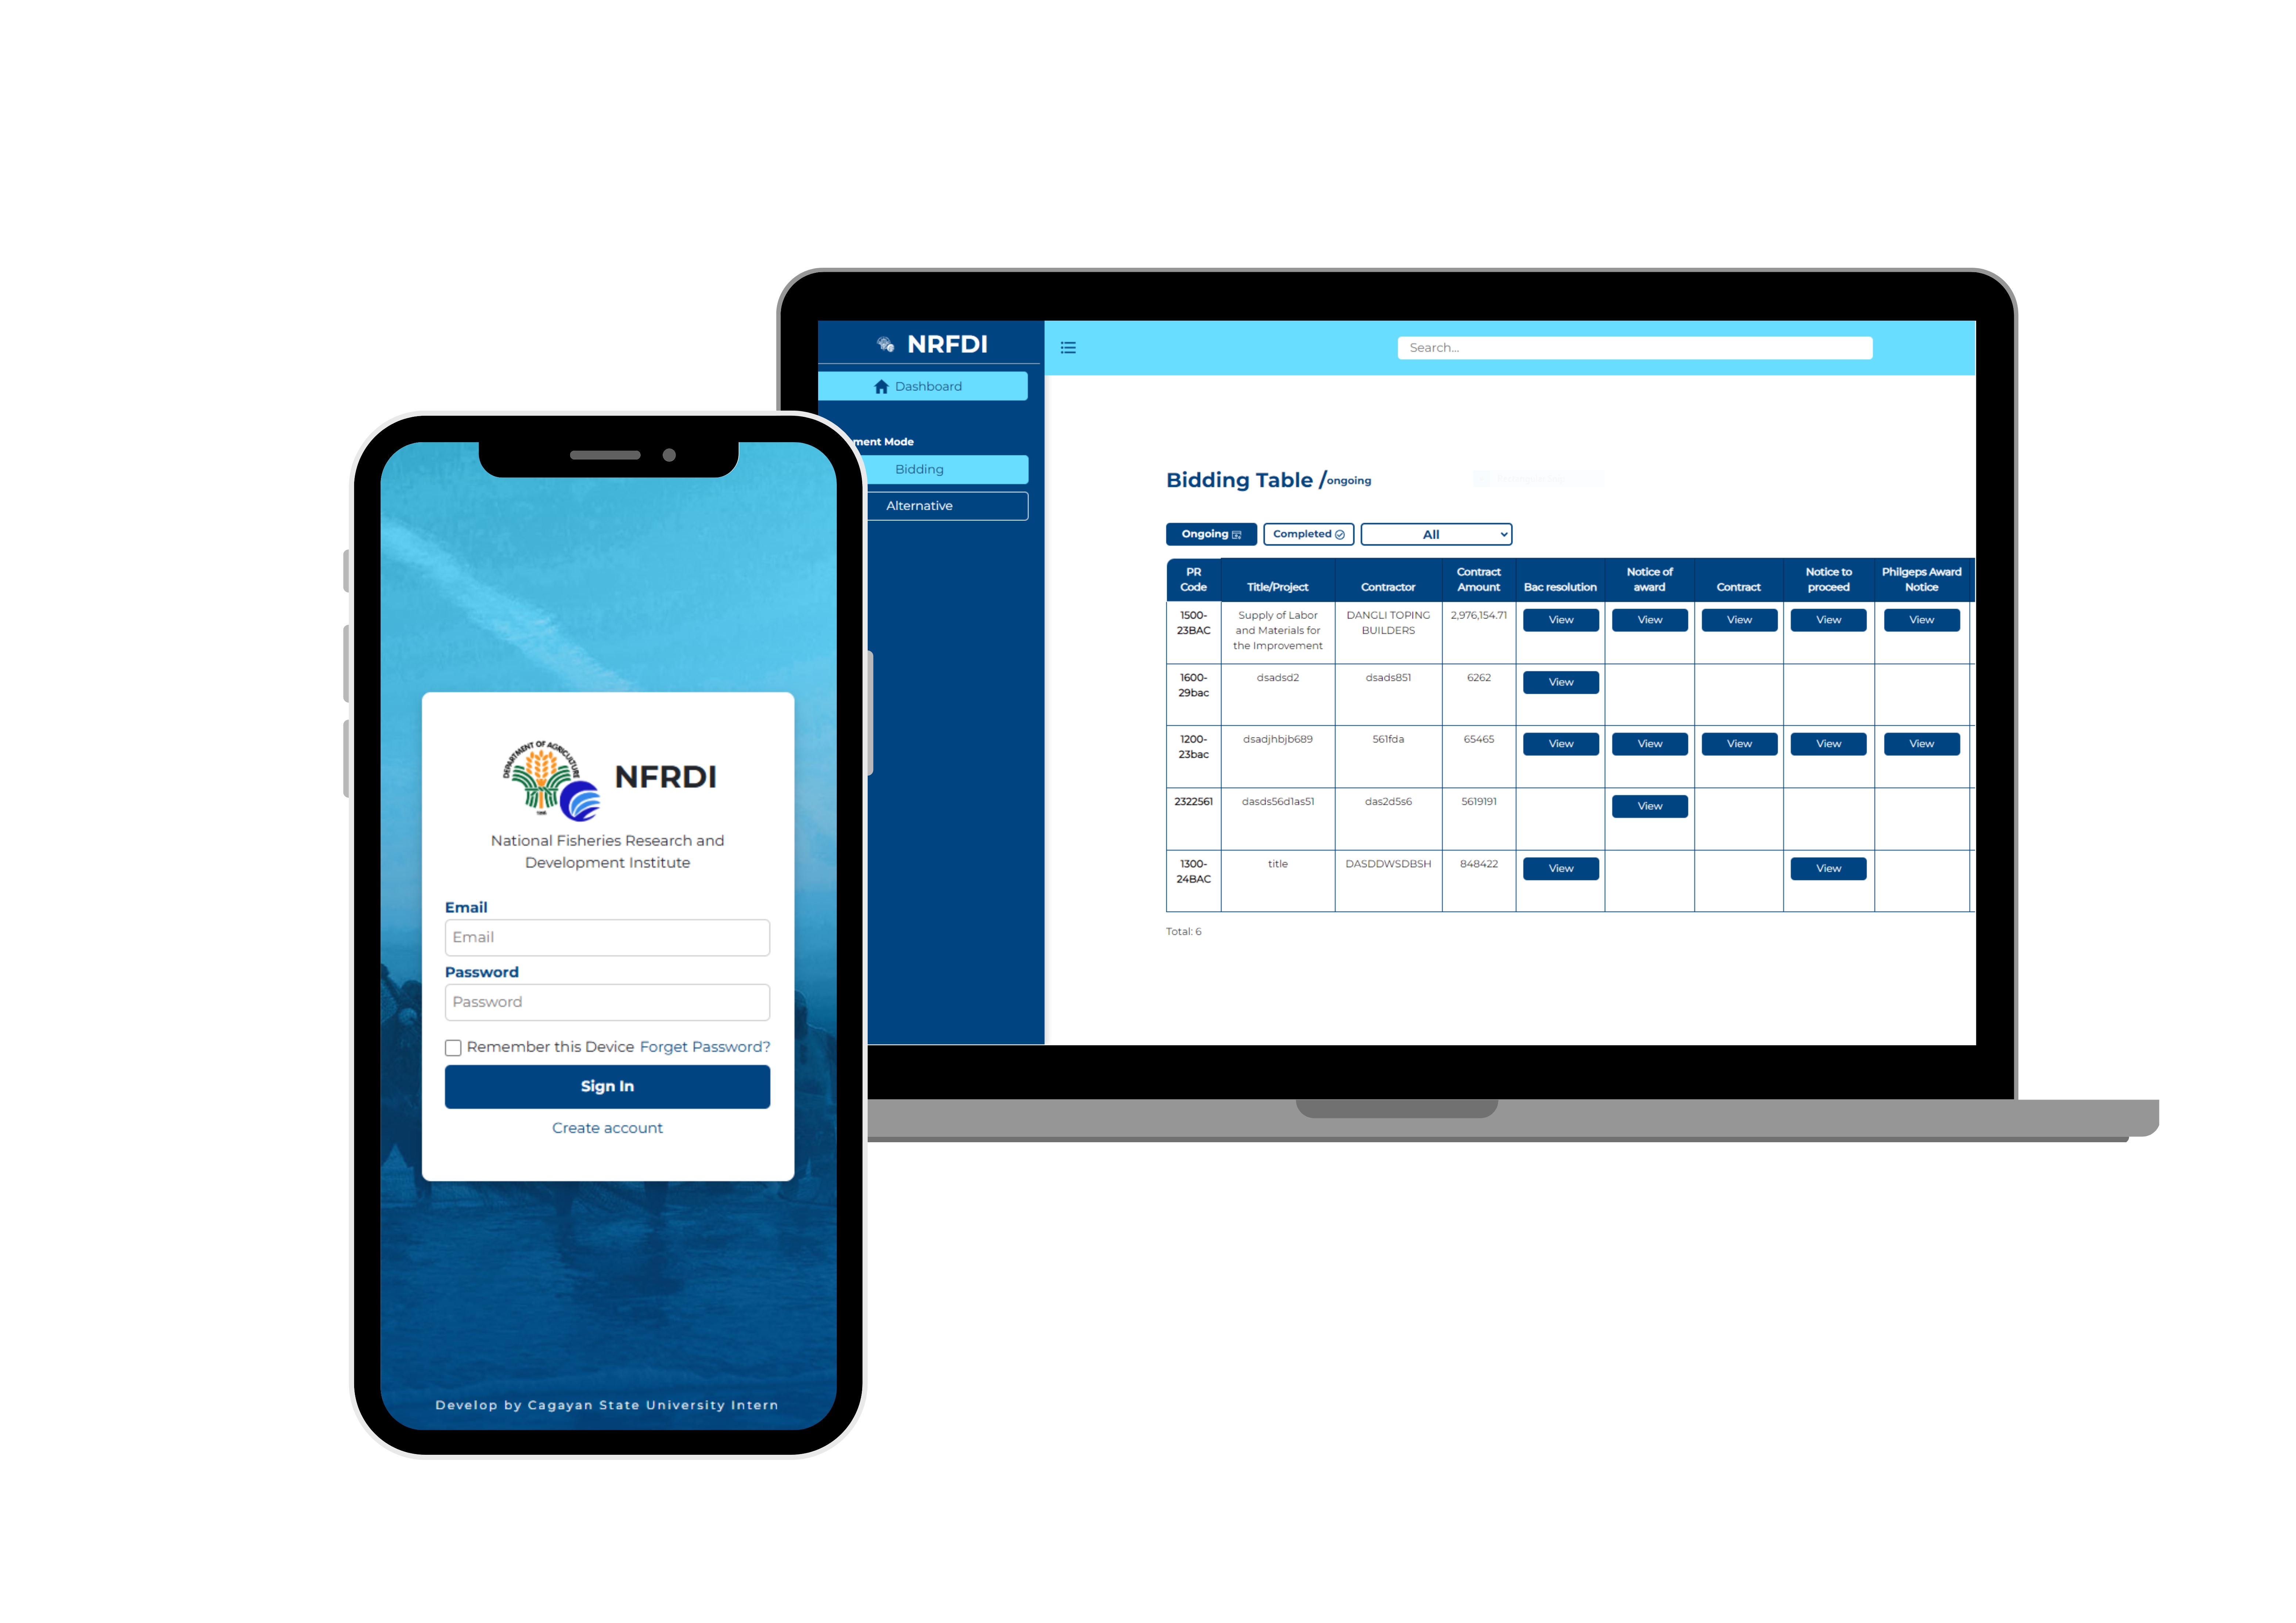 NRFDI
Search...
Dashboard
ment Mode
Bidding
Alternative
Bidding Table /ongoing
Ongoing
Completed
All
PR Code Title/Project Contractor Contract Amount Bac resolution Notice of award Contract Notice to proceed Philgeps Award Notice
1500-23BAC Supply of Labor and Materials for the Improvement DANGLI TOPING BUILDERS 2,976,154.71 View View View View View
1600-29bac dsadsd2 dsads851 6262 View
1200-23bac dsadjhbjb689 561fda 65465 View View View View View
2322561 dasds56d1as51 das2d5s6 5619191 View
1300-24BAC title DASDDWSDBSH 848422 View View
Total: 6
DEPARTMENT OF AGRICULTURE
NFRDI
National Fisheries Research and
Development Institute
Email
Email
Password
Password
Remember this Device Forget Password?
Sign In
Create account
Develop by Cagayan State University Intern